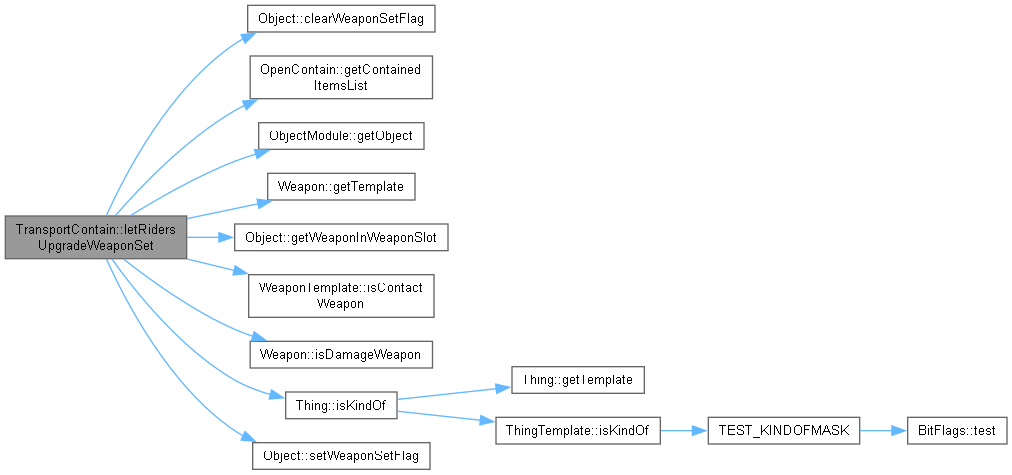 TransportContain::letRiders
UpgradeWeaponSet
Object::clearWeaponSetFlag
OpenContain::getContained
ItemsList
ObjectModule::getObject
Weapon::getTemplate
Object::getWeaponInWeaponSlot
WeaponTemplate::isContact
Weapon
Weapon::isDamageWeapon
Thing::isKindOf
Object::setWeaponSetFlag
Thing::getTemplate
ThingTemplate::isKindOf
TEST_KINDOFMASK
BitFlags::test